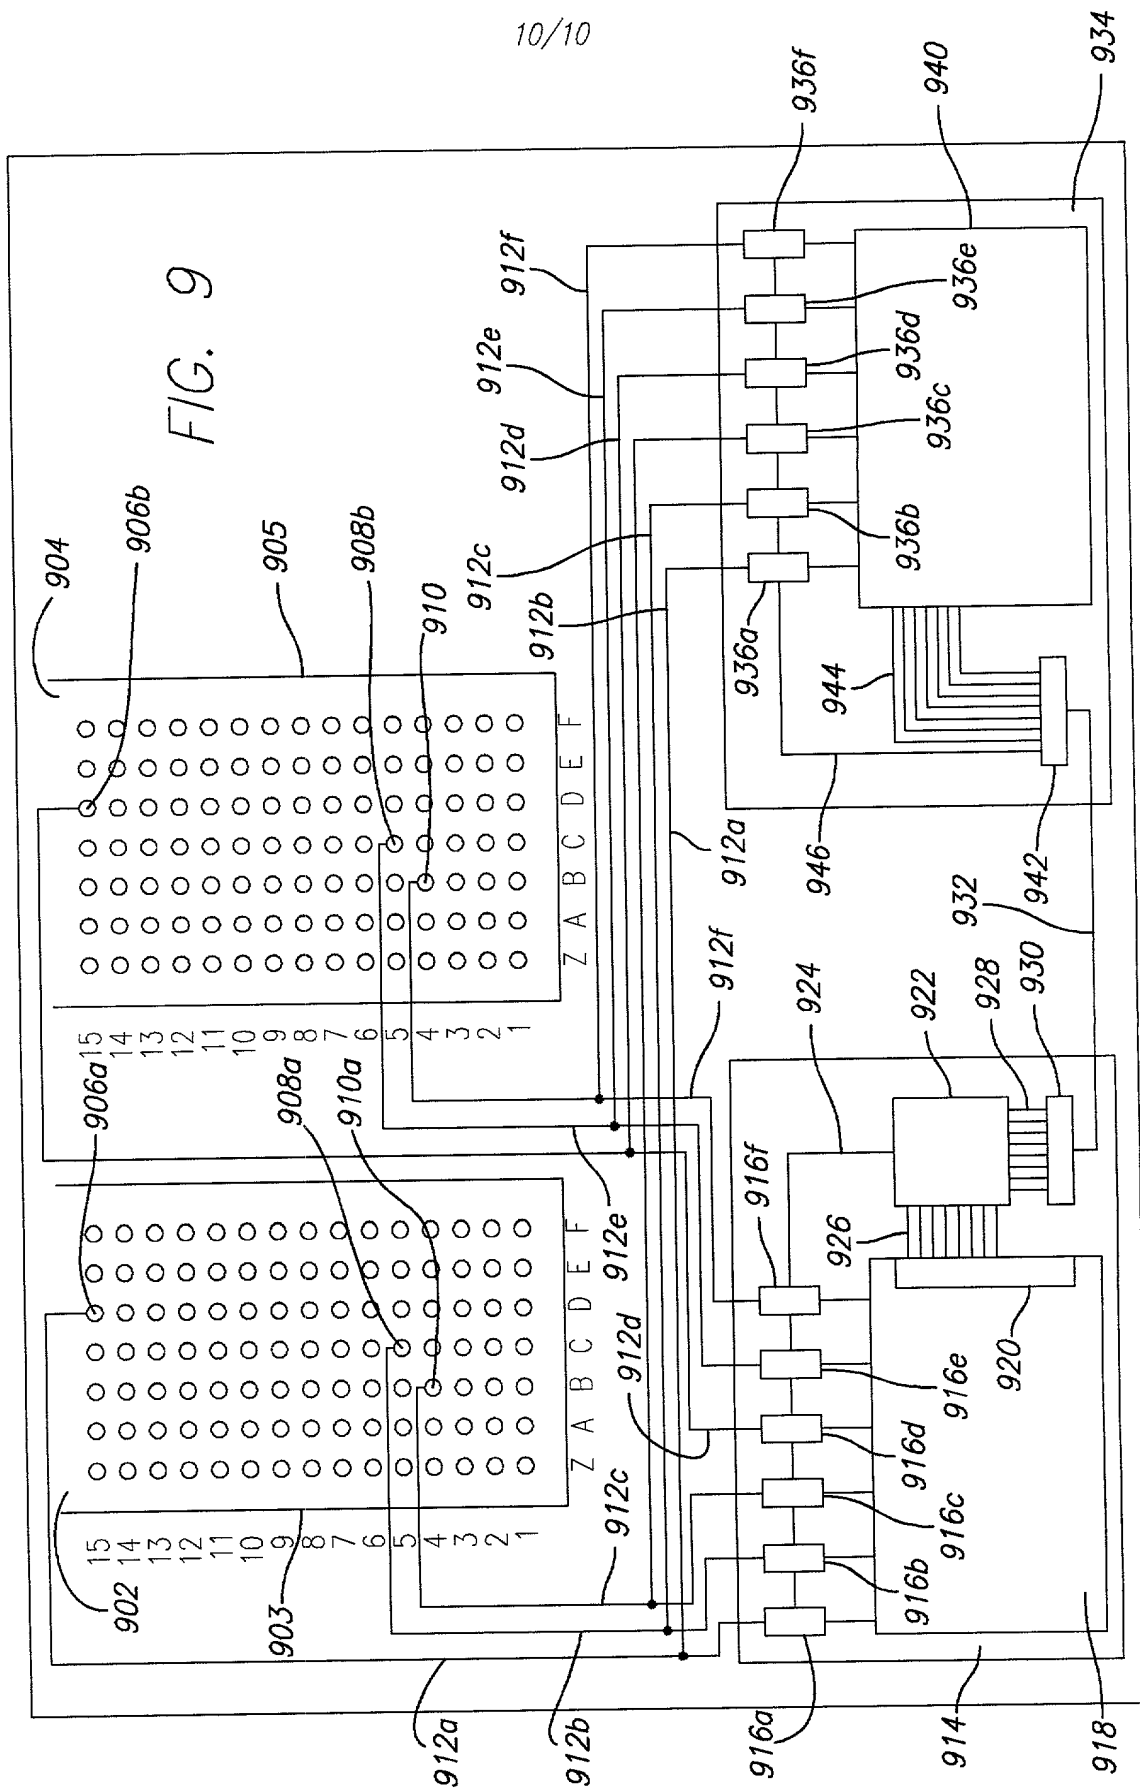 10/10
FIG. 9
904
906b
905
908b
910
15
14
13
12
11
10
9
8
7
6
5
4
3
2
1
Z A B C D E F
906a
908a
910a
15
14
13
12
11
10
9
8
7
6
5
4
3
2
1
Z A B C D E F
902
903
912a
912b
912c
912d
912e
912f
912a
912b
912c
912d
912e
912f
936a
936b
936c
936d
936e
936f
940
934
944
946
942
932
924
922
928
930
926
920
916a
916b
916c
916d
916e
916f
914
918